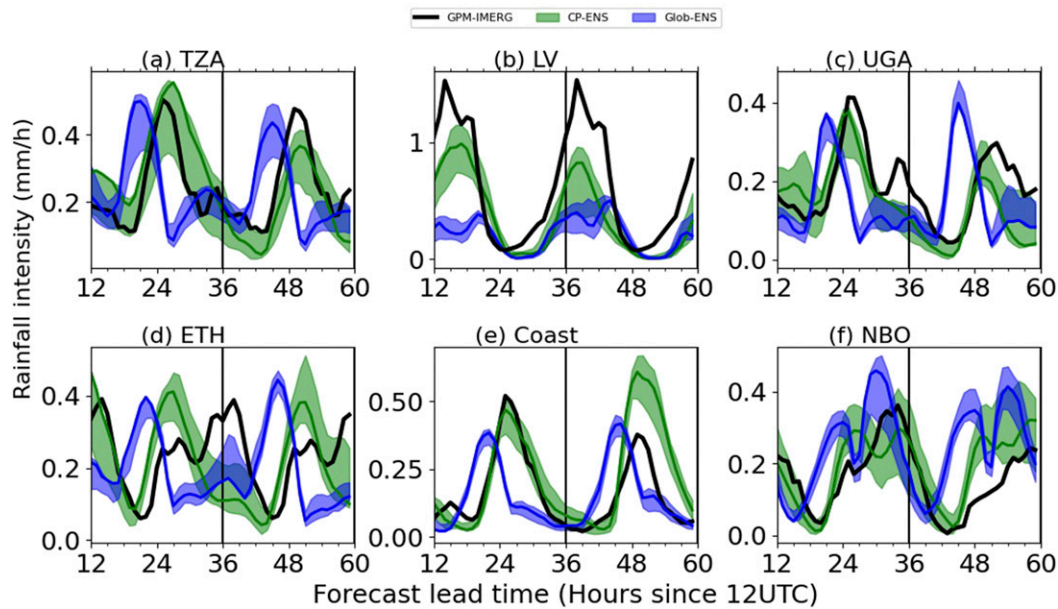 GPM-IMERG CP-ENS Glob-ENS
(a) TZA (b) LV (c) UGA
Rainfall intensity (mm/h)
0.4
0.2
1
0
0.4
0.2
0.0
12 24 36 48 60 12 24 36 48 60 12 24 36 48 60
(d) ETH (e) Coast (f) NBO
0.4
0.2
0.0
0.50
0.25
0.00
0.4
0.2
0.0
12 24 36 48 60 12 24 36 48 60 12 24 36 48 60
Forecast lead time (Hours since 12UTC)